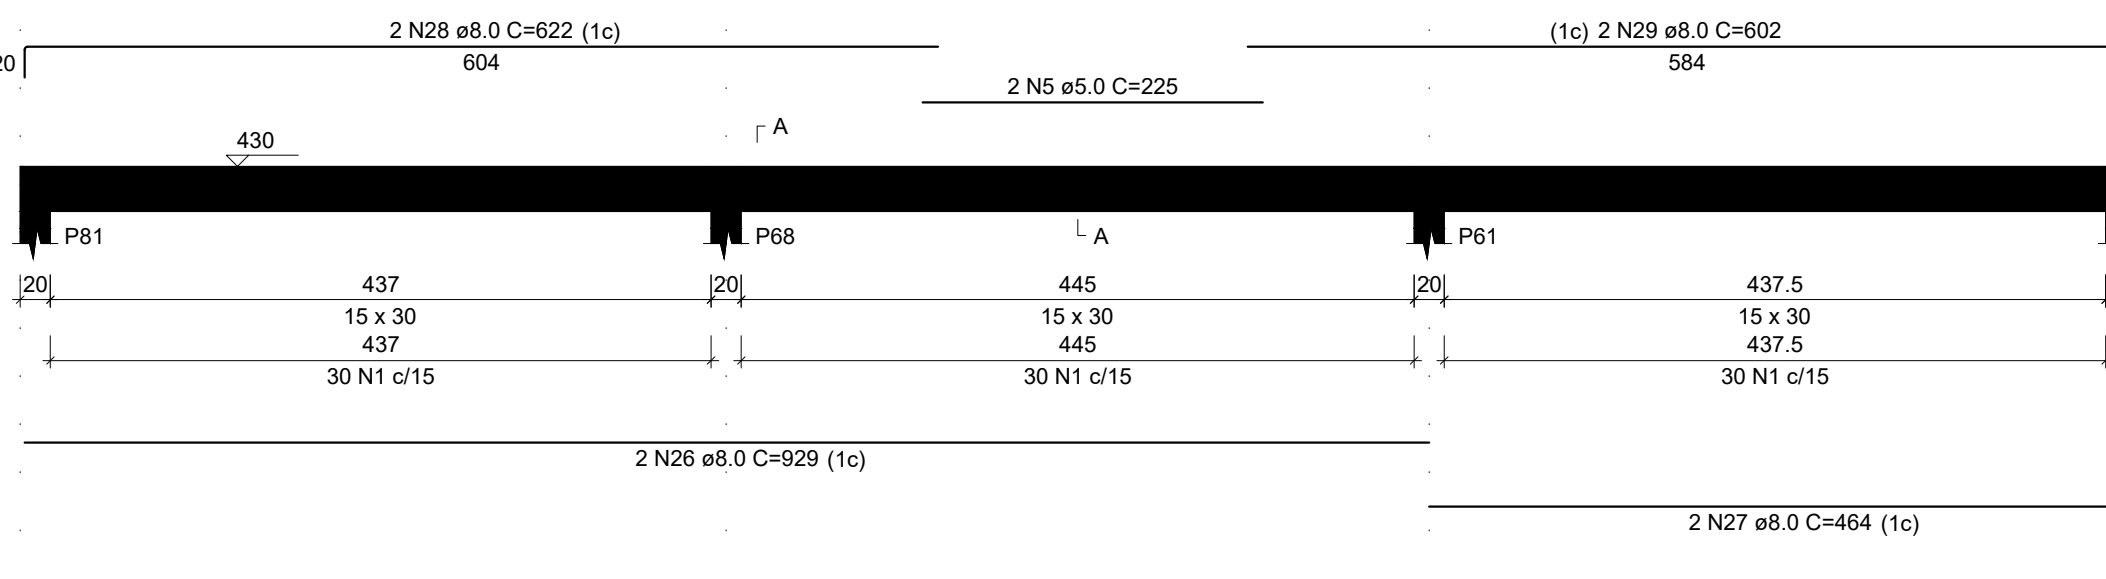 2 N28 ø8.0 C=622 (1c)
(1c) 2 N29 ø8.0 C=602
20
604
584
2 N5 ø5.0 C=225
A
430
P81
P68
A
P61
20
437
20
445
20
437.5
15 x 30
15 x 30
15 x 30
437
445
437.5
30 N1 c/15
30 N1 c/15
30 N1 c/15
2 N26 ø8.0 C=929 (1c)
2 N27 ø8.0 C=464 (1c)